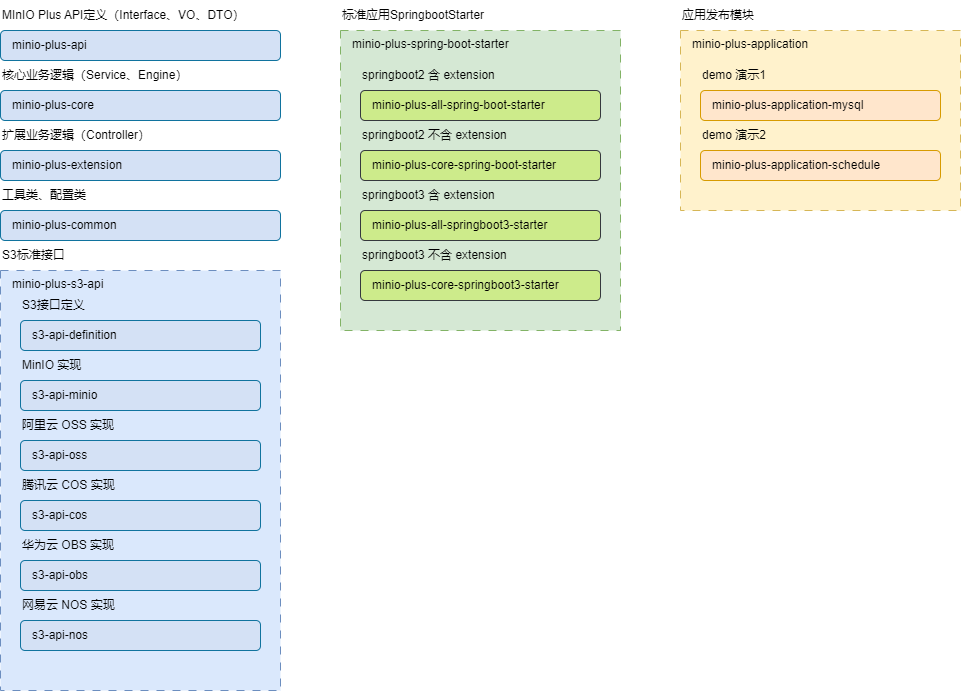 MInIO Plus API定义（Interface、VO、DTO）
minio-plus-api
核心业务逻辑（Service、Engine）
minio-plus-core
扩展业务逻辑（Controller）
minio-plus-extension
工具类、配置类
minio-plus-common
S3标准接口
minio-plus-s3-api
S3接口定义
s3-api-definition
MinIO 实现
s3-api-minio
阿里云 OSS 实现
s3-api-oss
腾讯云 COS 实现
s3-api-cos
华为云 OBS 实现
s3-api-obs
网易云 NOS 实现
s3-api-nos
标准应用SpringbootStarter
minio-plus-spring-boot-starter
springboot2 含 extension
minio-plus-all-spring-boot-starter
springboot2 不含 extension
minio-plus-core-spring-boot-starter
springboot3 含 extension
minio-plus-all-springboot3-starter
springboot3 不含 extension
minio-plus-core-springboot3-starter
应用发布模块
minio-plus-application
demo 演示1
minio-plus-application-mysql
demo 演示2
minio-plus-application-schedule